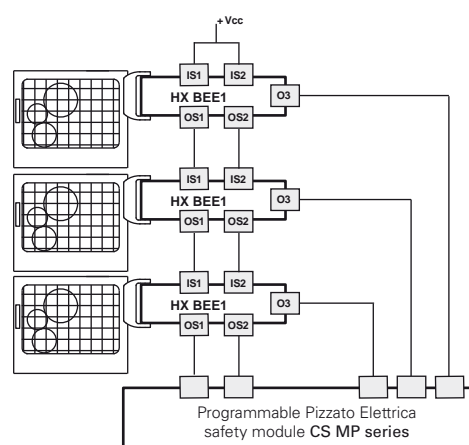 + Vcc
IS1 IS2
HX BEE1 O3
OS1 OS2
IS1 IS2
HX BEE1 O3
OS1 OS2
IS1 IS2
HX BEE1 O3
OS1 OS2
Programmable Pizzato Elettrica
safety module CS MP series